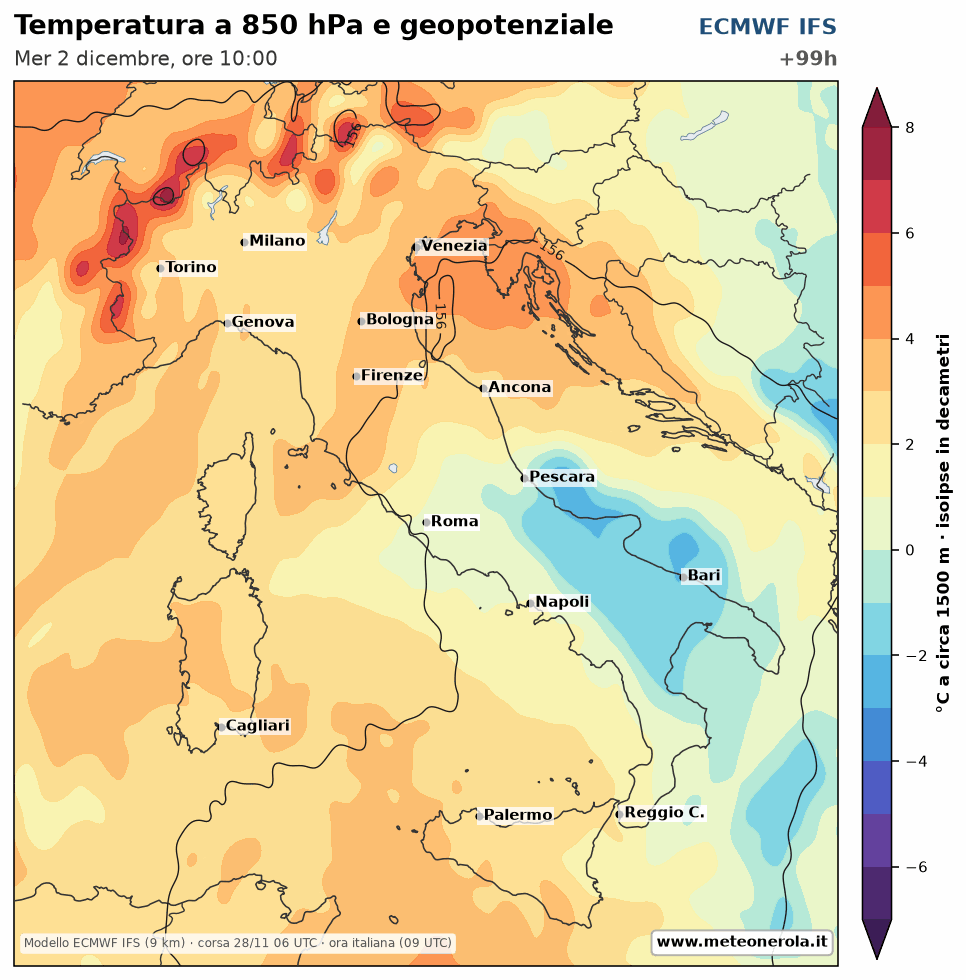 Temperatura a 850 hPa e geopotenziale
ECMWF IFS
Mer 2 dicembre, ore 10:00
+99h
156
Milano
Venezia
156
Torino
Genova
Bologna
156
Firenze
Ancona
Pescara
Roma
Bari
Napoli
Cagliari
Palermo
Reggio C.
8
6
4
2
0
−2
−4
−6
°C a circa 1500 m · isoipse in decametri
Modello ECMWF IFS (9 km) · corsa 28/11 06 UTC · ora italiana (09 UTC)
www.meteonerola.it